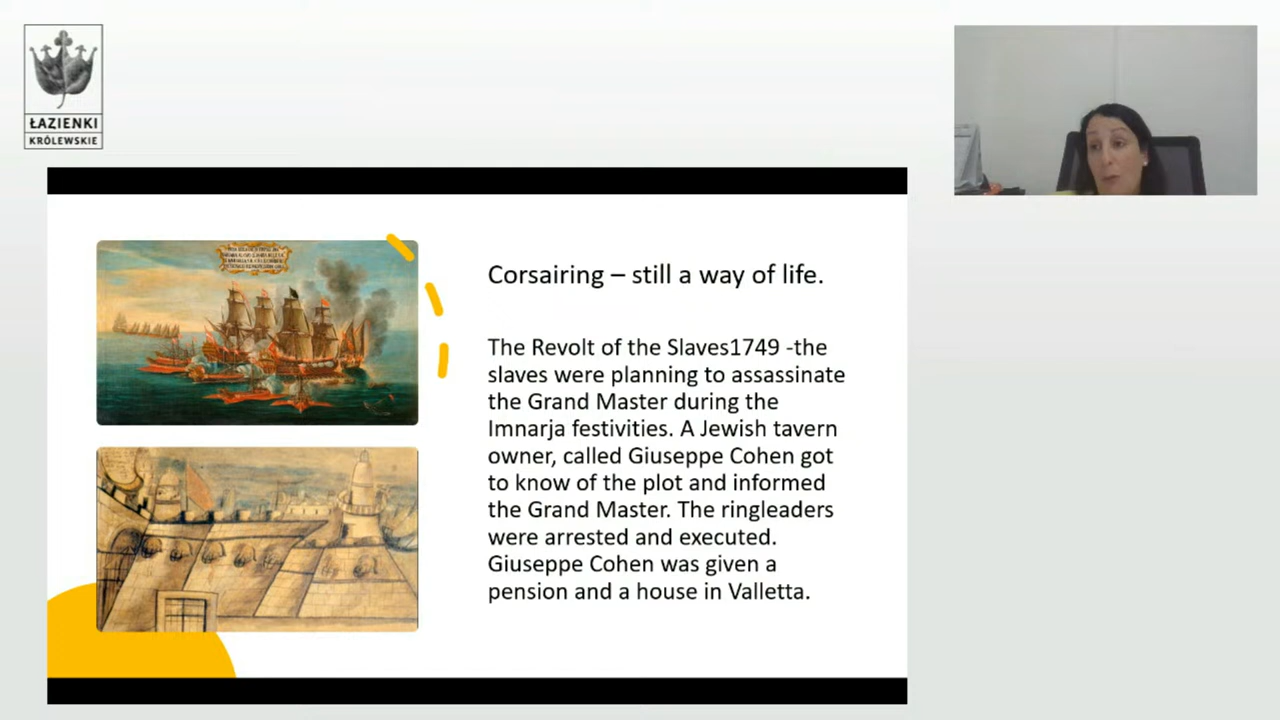 ŁAZIENKI
KRÓLEWSKIE
Corsairing – still a way of life.
The Revolt of the Slaves1749 -the
slaves were planning to assassinate
the Grand Master during the
Imnarja festivities. A Jewish tavern
owner, called Giuseppe Cohen got
to know of the plot and informed
the Grand Master. The ringleaders
were arrested and executed.
Giuseppe Cohen was given a
pension and a house in Valletta.